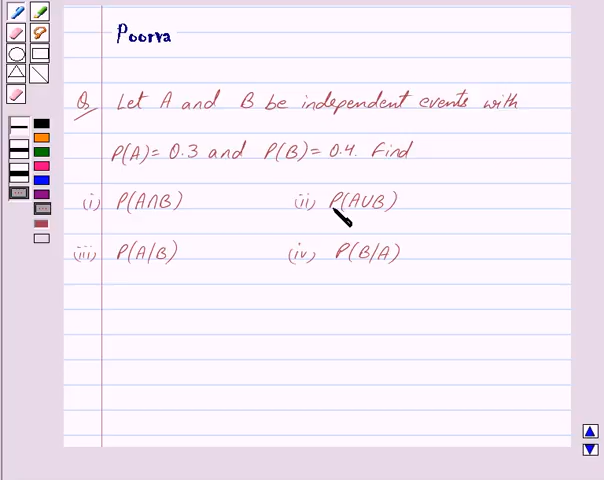 Poorva
Q Let A and B be independent events with
P(A) = 0.3 and P(B) = 0.4. Find
(i) P(A∩B) (ii) P(A∪B)
(iii) P(A/B) (iv) P(B/A)